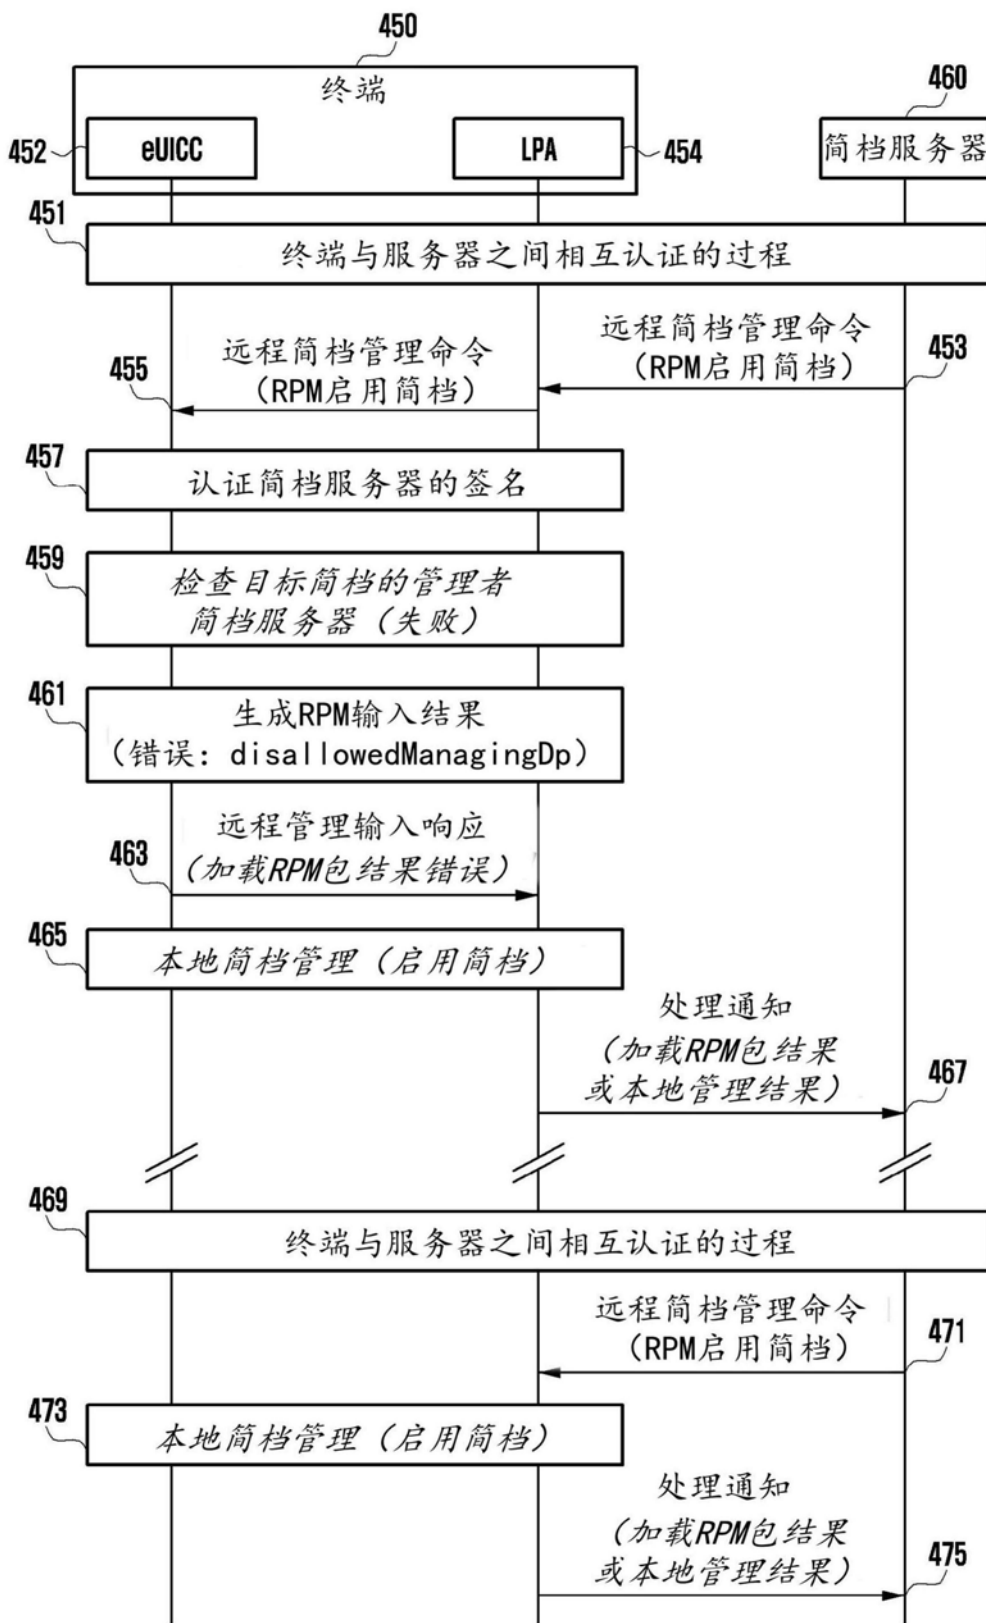 450
终端
460
452
eUICC
LPA
454
简档服务器
451
终端与服务器之间相互认证的过程
远程简档管理命令
(RPM启用简档)
453
远程简档管理命令
(RPM启用简档)
455
457
认证简档服务器的签名
459
检查目标简档的管理者
简档服务器(失败)
461
生成RPM输入结果
(错误: disallowedManagingDp)
远程管理输入响应
(加载RPM包结果错误)
463
465
本地简档管理(启用简档)
处理通知
(加载RPM包结果
或本地管理结果)
467
469
终端与服务器之间相互认证的过程
远程简档管理命令
(RPM启用简档)
471
473
本地简档管理(启用简档)
处理通知
(加载RPM包结果
或本地管理结果)
475